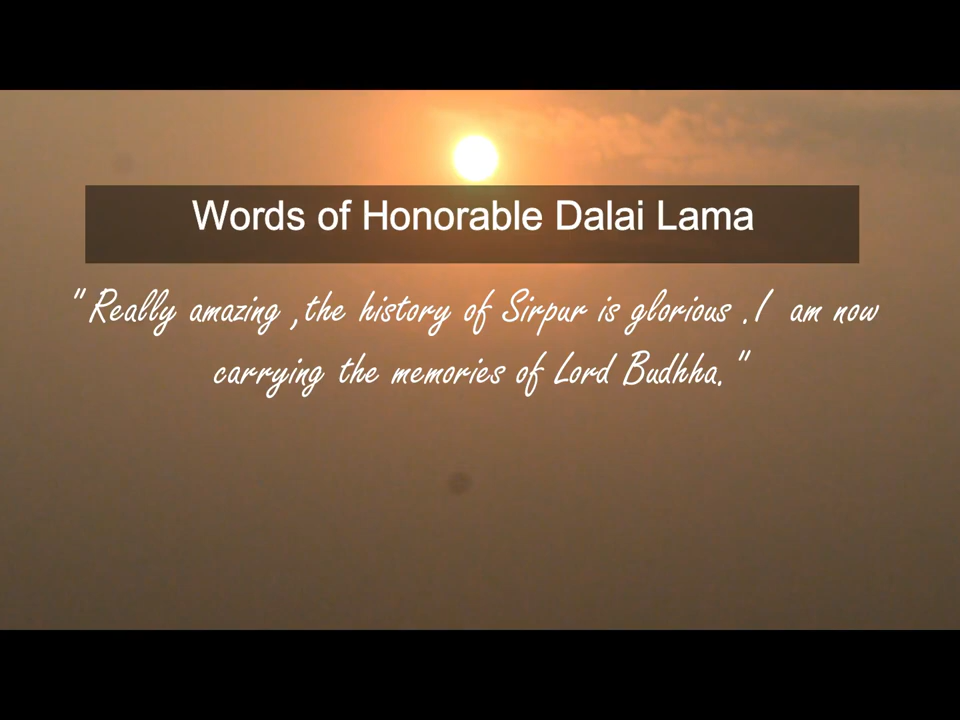 Words of Honorable Dalai Lama
" Really amazing ,the history of Sirpur is glorious .I am now
carrying the memories of Lord Budhha."